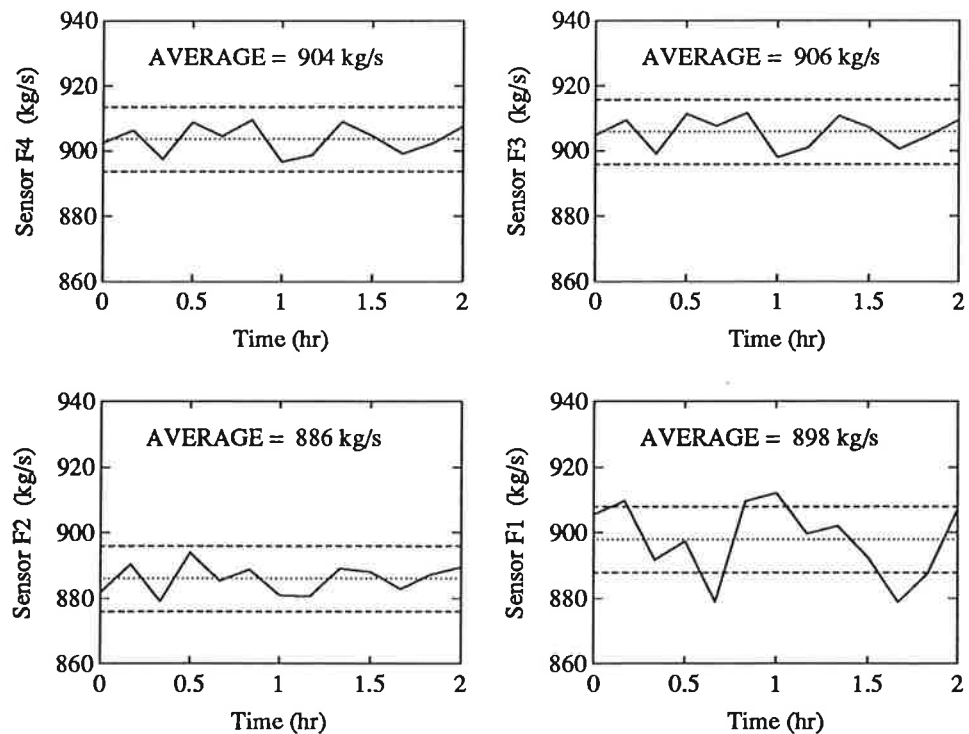 940
920
900
880
860
Sensor F4 (kg/s)
AVERAGE = 904 kg/s
0 0.5 1 1.5 2
Time (hr)
940
920
900
880
860
Sensor F3 (kg/s)
AVERAGE = 906 kg/s
0 0.5 1 1.5 2
Time (hr)
940
920
900
880
860
Sensor F2 (kg/s)
AVERAGE = 886 kg/s
0 0.5 1 1.5 2
Time (hr)
940
920
900
880
860
Sensor F1 (kg/s)
AVERAGE = 898 kg/s
0 0.5 1 1.5 2
Time (hr)